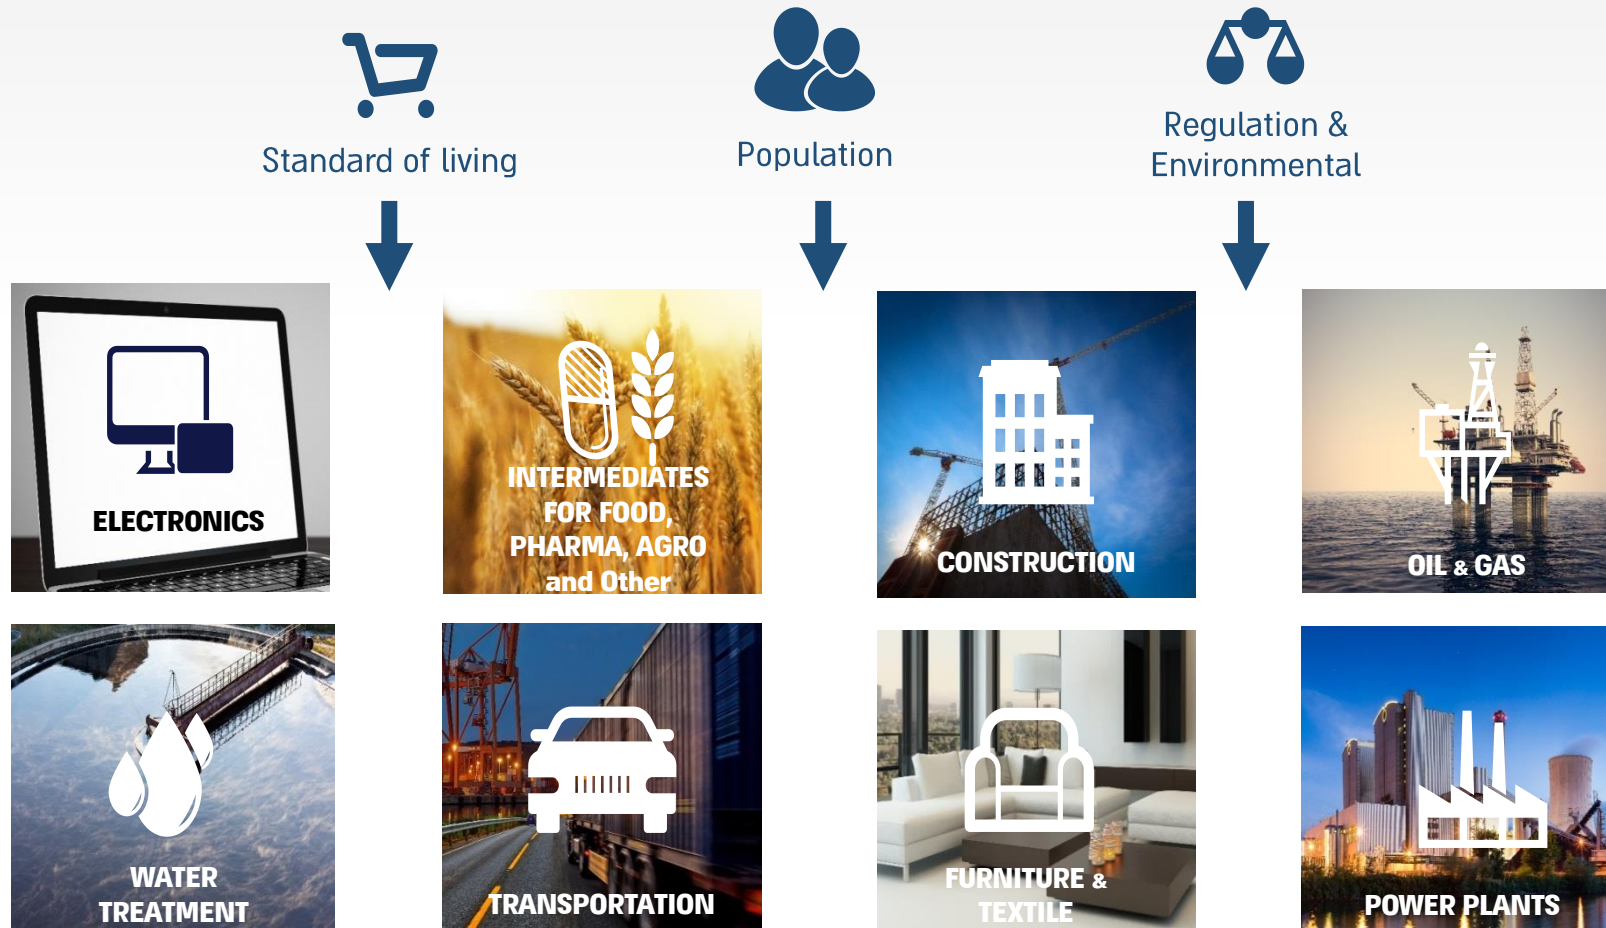 Standard of living
Population
Regulation &
Environmental
ELECTRONICS
INTERMEDIATES
FOR FOOD,
PHARMA, AGRO
and Other
CONSTRUCTION
OIL & GAS
WATER
TREATMENT
TRANSPORTATION
FURNITURE &
TEXTILE
POWER PLANTS